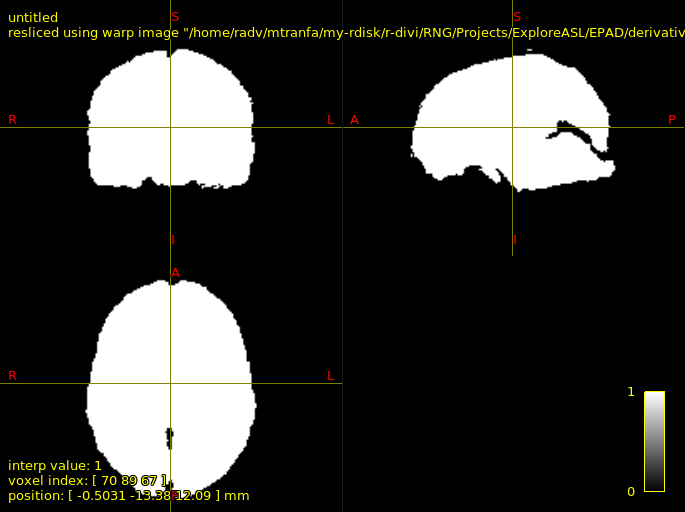 untitled
resliced using warp image "/home/radv/mtranfa/my-rdisk/r-divi/RNG/Projects/ExploreASL/EPAD/derivativ
S
S
R
L
A
P
I
I
A
R
L
1
interp value: 1
voxel index: [ 70 89 67 ]
0
position: [ -0.5031 -13.38 12.09 ] mm